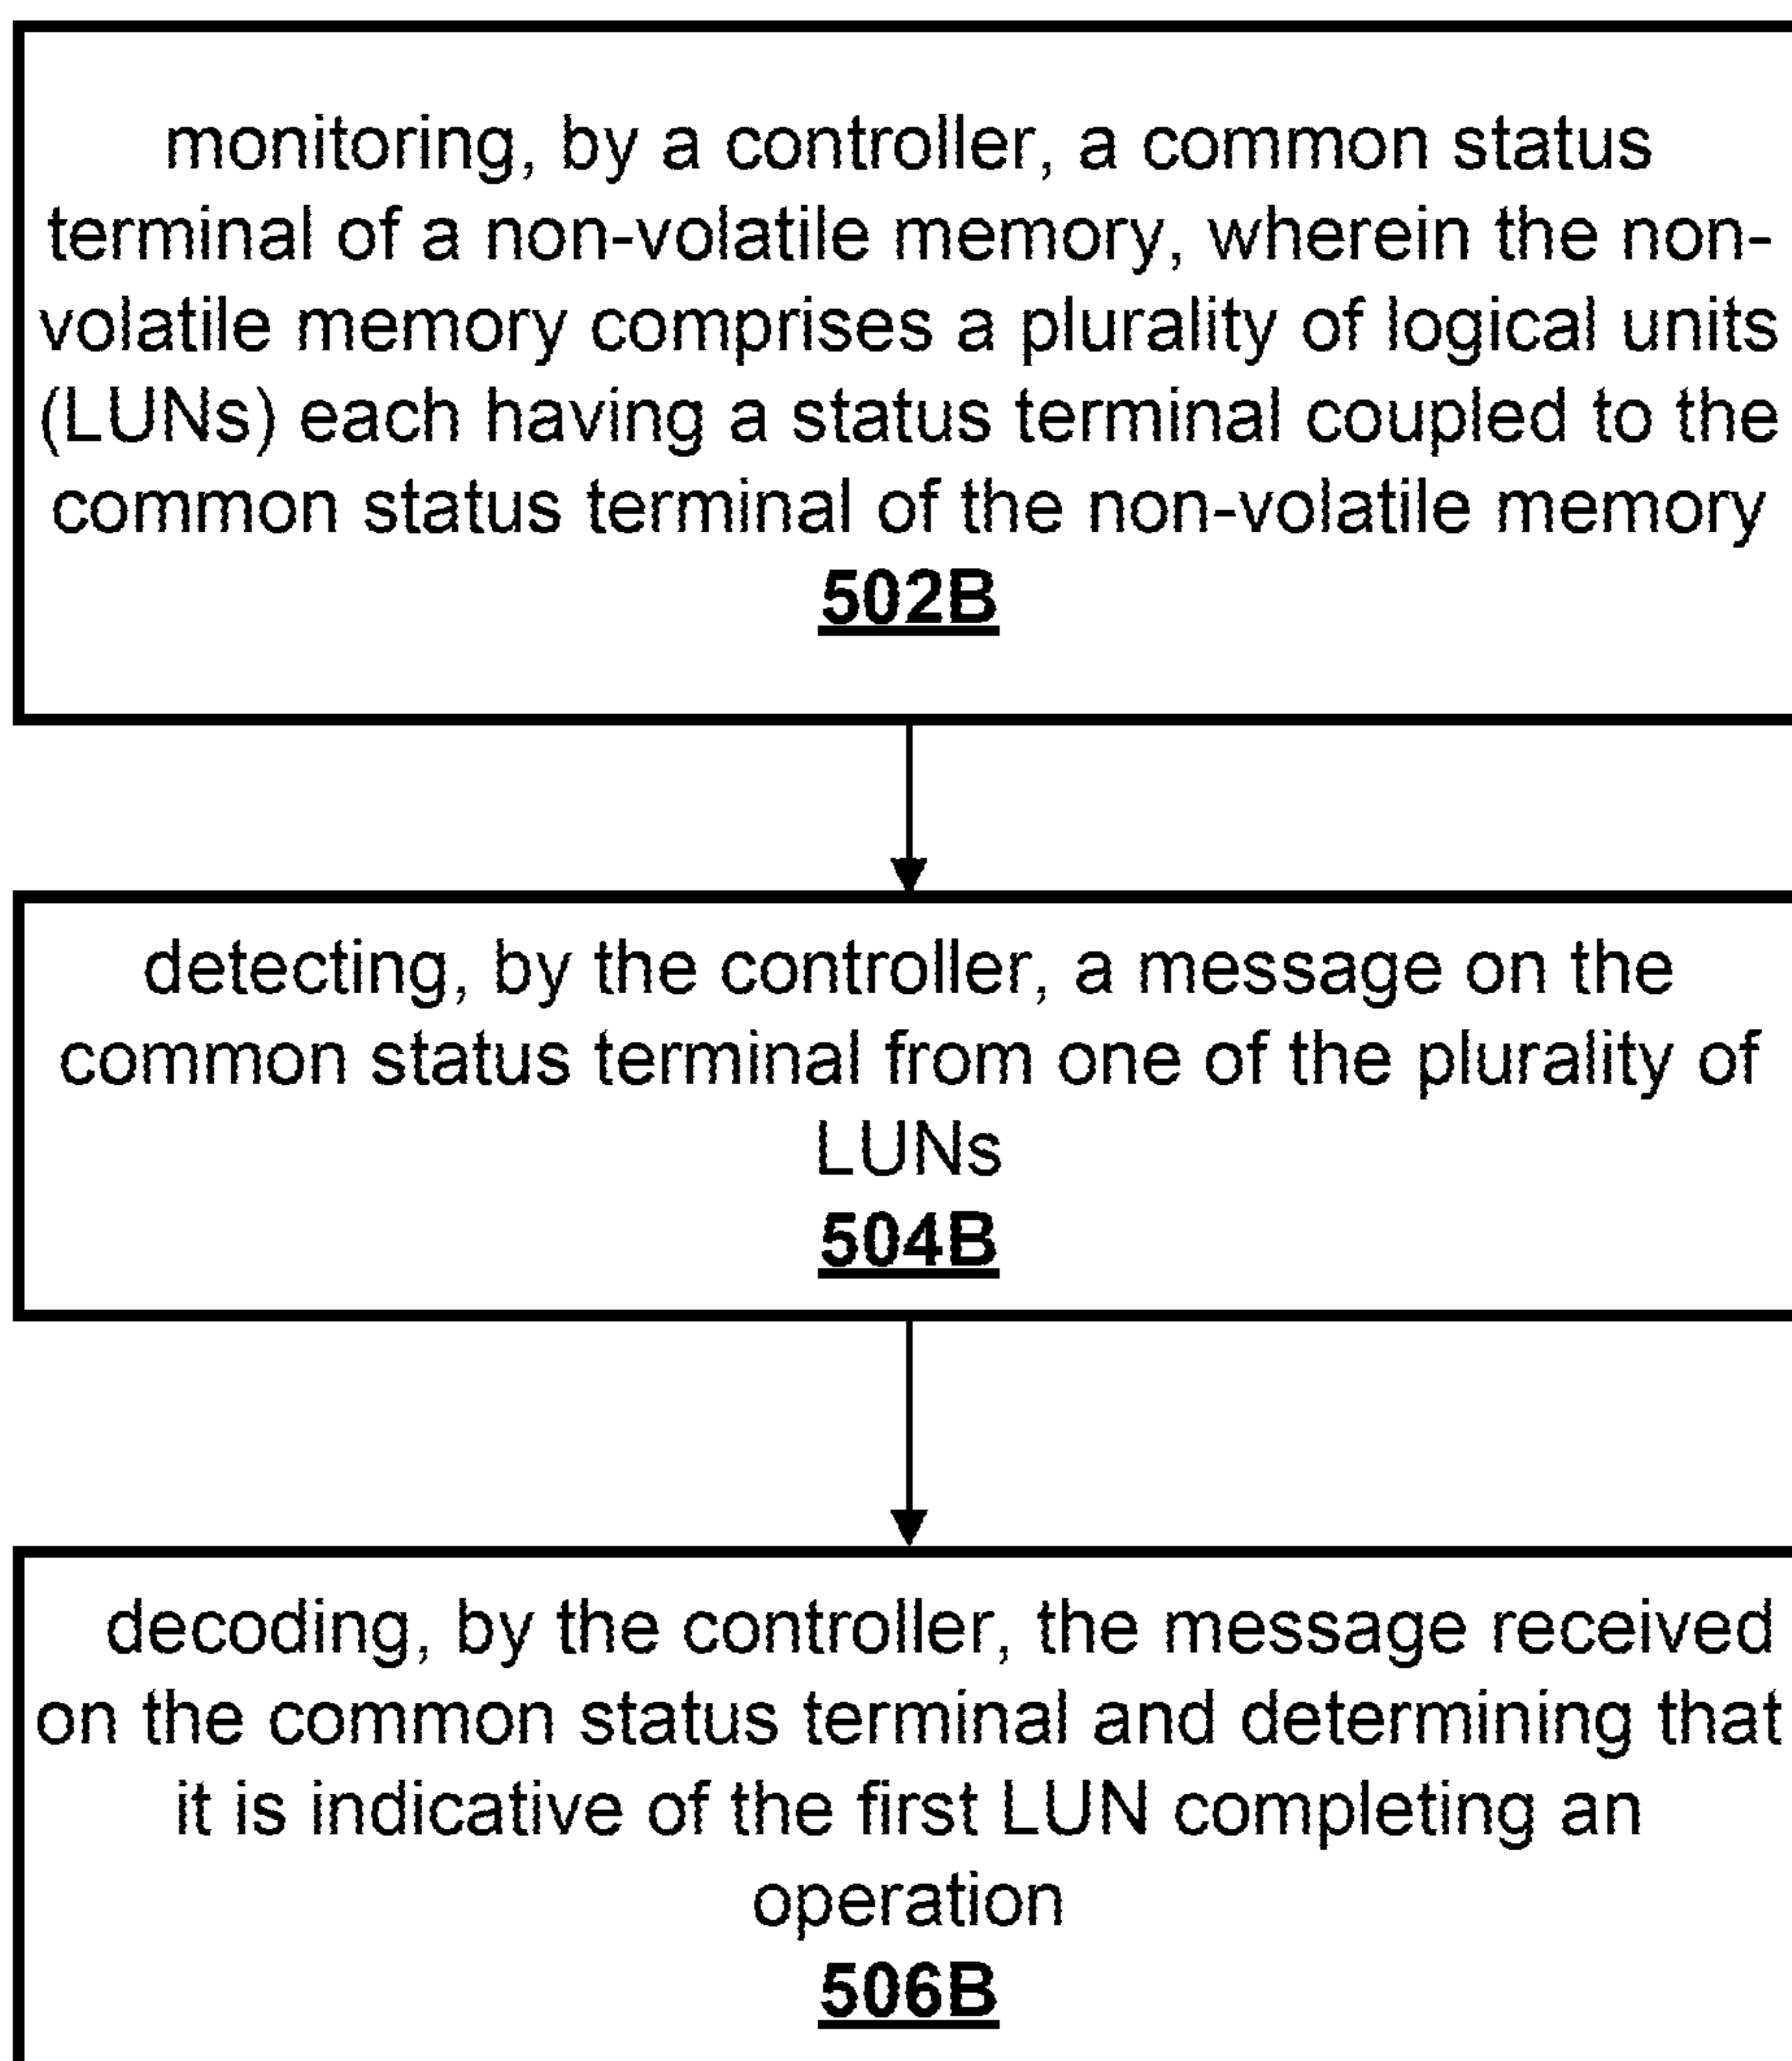 monitoring, by a controller, a common status
terminal of a non-volatile memory, wherein the non-
volatile memory comprises a plurality of logical units
(LUNs) each having a status terminal coupled to the
common status terminal of the non-volatile memory
502B
detecting, by the controller, a message on the
common status terminal from one of the plurality of
LUNs
504B
decoding, by the controller, the message received
on the common status terminal and determining that
it is indicative of the first LUN completing an
operation
506B